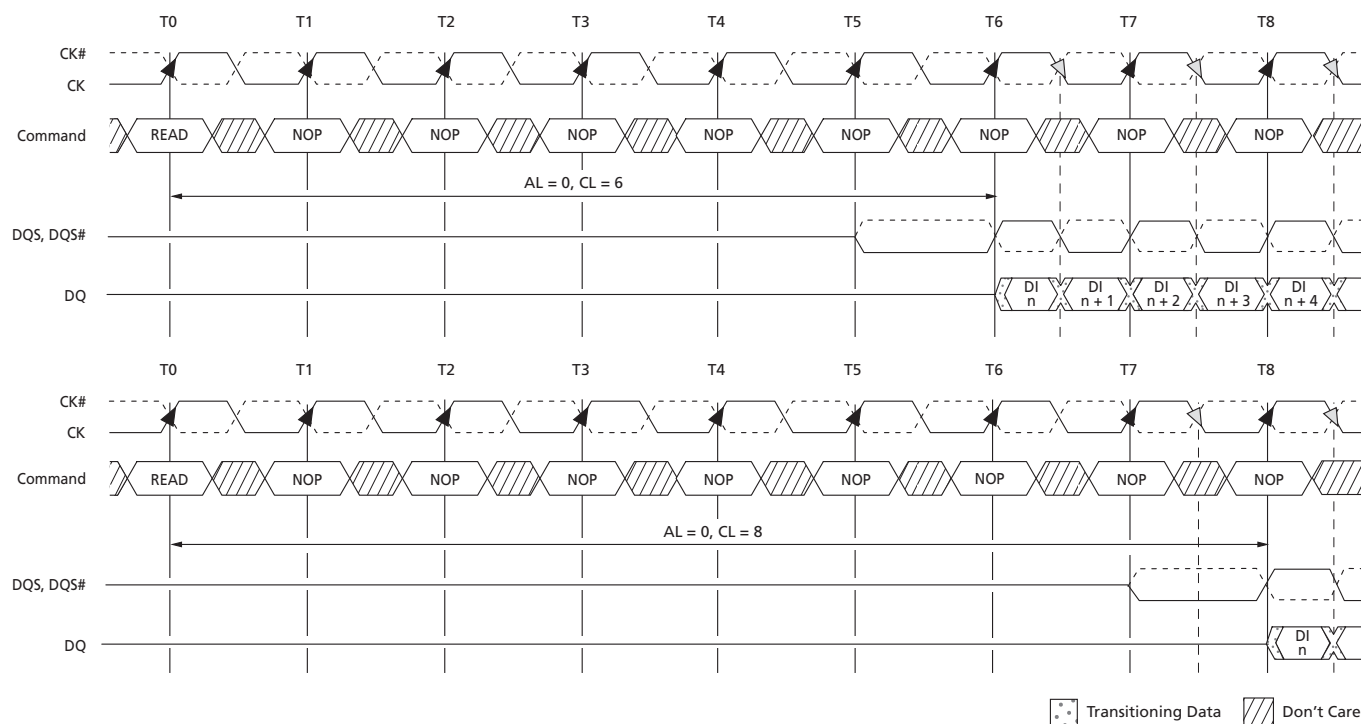 T0 T1 T2 T3 T4 T5 T6 T7 T8
CK#
CK
Command READ NOP NOP NOP NOP NOP NOP NOP NOP
AL = 0, CL = 6
DQS, DQS#
DQ DI n DI n + 1 DI n + 2 DI n + 3 DI n + 4
T0 T1 T2 T3 T4 T5 T6 T7 T8
CK#
CK
Command READ NOP NOP NOP NOP NOP NOP NOP NOP
AL = 0, CL = 8
DQS, DQS#
DQ DI n
Transitioning Data Don't Care